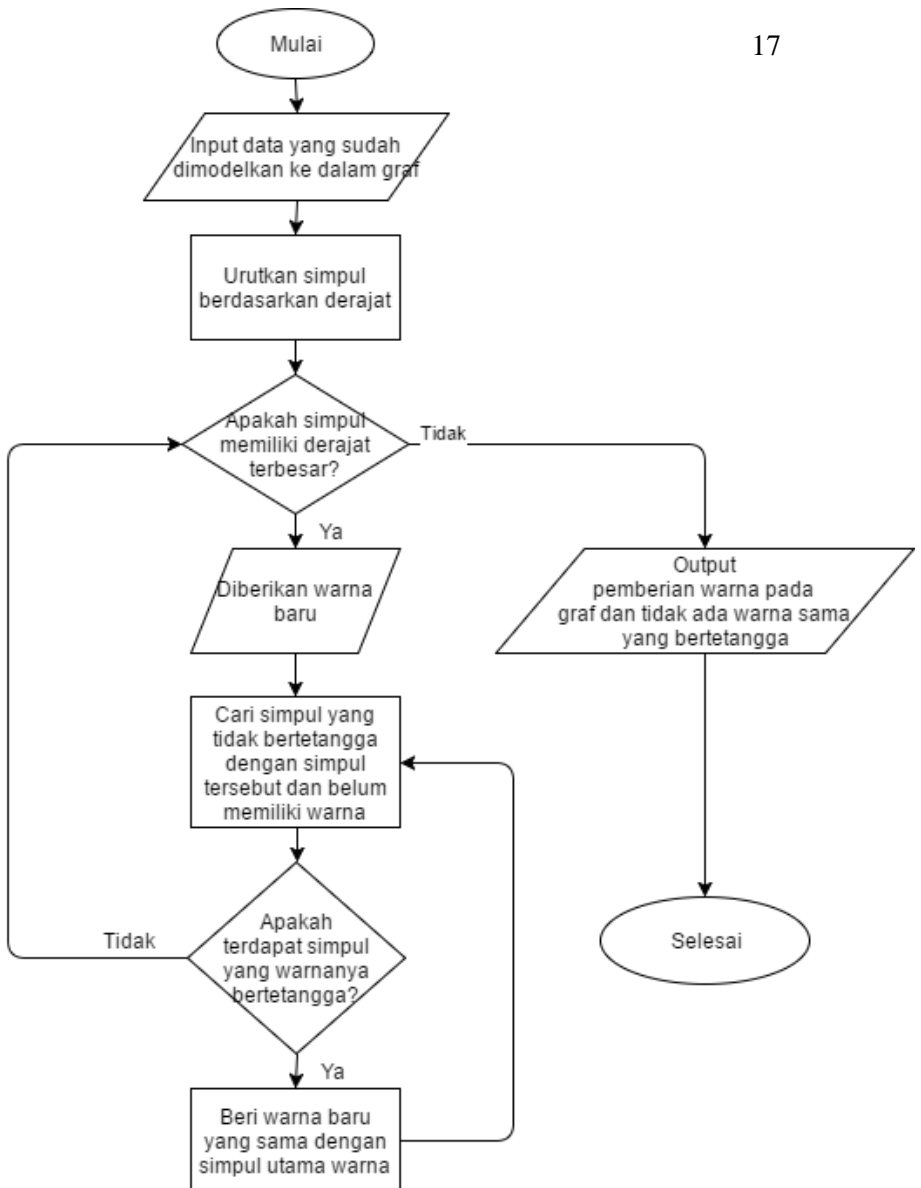 17
Mulai
Input data yang sudah
dimodelkan ke dalam graf
Urutkan simpul
berdasarkan derajat
Apakah simpul
memiliki derajat
terbesar?
Tidak
Ya
Diberikan warna
baru
Output
pemberian warna pada
graf dan tidak ada warna sama
yang bertetangga
Cari simpul yang
tidak bertetangga
dengan simpul
tersebut dan belum
memiliki warna
Apakah
terdapat simpul
yang warnanya
bertetangga?
Tidak
Selesai
Ya
Beri warna baru
yang sama dengan
simpul utama warna